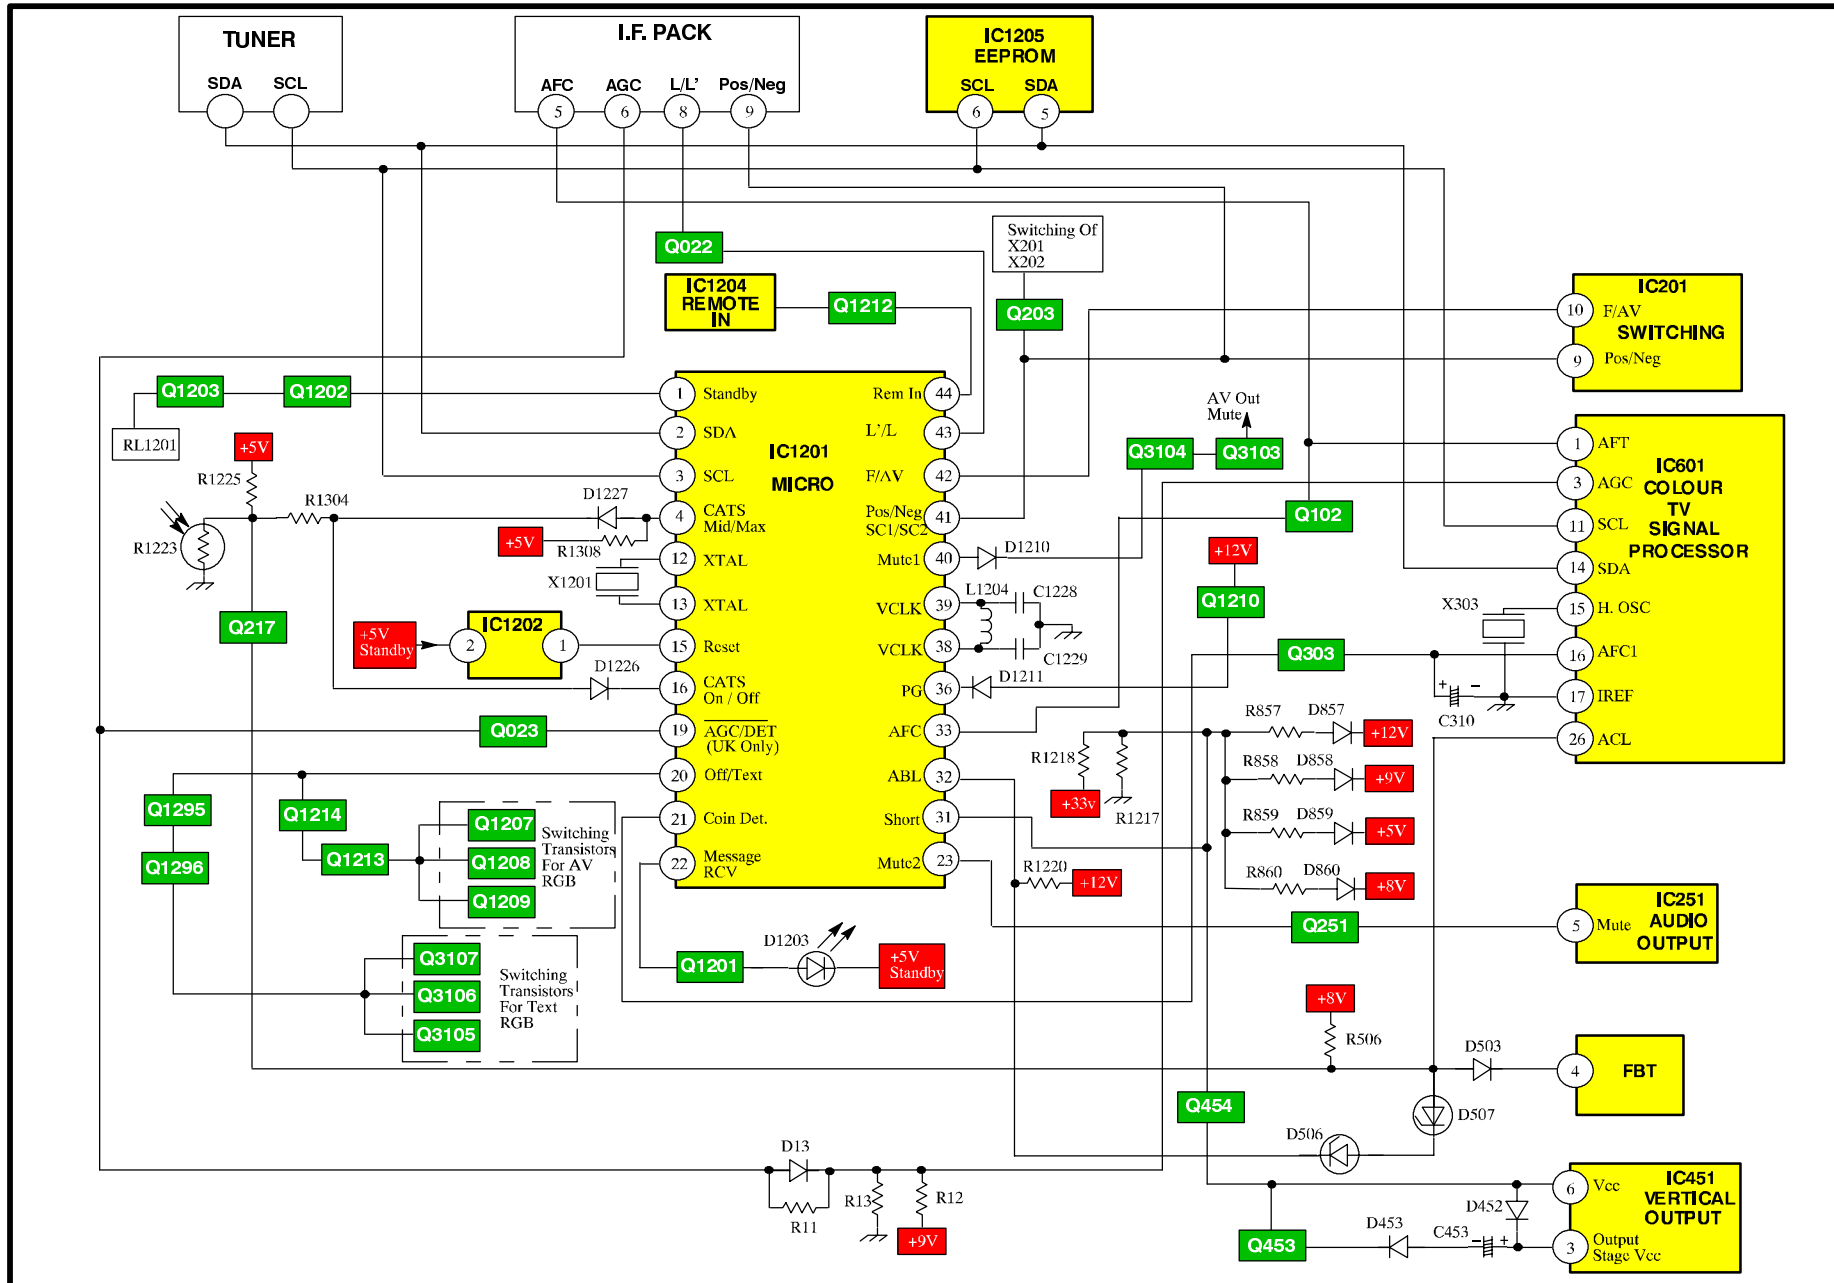 TUNER
SDA SCL
I.F. PACK
AFC AGC L/L' Pos/Neg
5 6 8 9
IC1205
EEPROM
SCL SDA
6 5
Q022
Switching Of
X201
X202
IC1204
REMOTE
IN
Q1212
Q203
IC201
10 F/AV
SWITCHING
9 Pos/Neg
Q1203
Q1202
RL1201
IC1201
MICRO
1 Standby
2 SDA
3 SCL
4 CATS
Mid/Max
12 XTAL
13 XTAL
15 Reset
16 CATS
On / Off
19 AGC/DET
(UK Only)
20 Off/Text
21 Coin Det.
22 Message
RCV
Rem In 44
L'/L 43
F/AV 42
Pos/Neg 41
SC1/SC2
Mute1 40
VCLK 39
VCLK 38
PG 36
AFC 33
ABL 32
Short 31
Mute2 23
+5V
R1225
R1304
R1223
D1227
+5V
R1308
X1201
Q217
+5V
Standby
2 IC1202 1
D1226
Q023
AV Out
Mute
Q3104
Q3103
D1210
Q102
+12V
Q1210
L1204
C1228
C1229
D1211
Q303
X303
C310
+ -
IC601
COLOUR
TV
SIGNAL
PROCESSOR
1 AFT
3 AGC
11 SCL
14 SDA
15 H. OSC
16 AFC1
17 IREF
26 ACL
R1218
+33v
R1217
R857 D857 +12V
R858 D858 +9V
R859 D859 +5V
R860 D860 +8V
R1220
+12V
Q1295
Q1296
Q1214
Q1213
Q1207
Q1208
Q1209
Switching
Transistors
For AV
RGB
Q3107
Q3106
Q3105
Switching
Transistors
For Text
RGB
Q1201
D1203
+5V
Standby
Q251
IC251
AUDIO
OUTPUT
5 Mute
+8V
R506
D503
4 FBT
D507
D506
Q454
D13
R11
R13
R12
+9V
Q453
D453
C453
- +
D452
IC451
VERTICAL
OUTPUT
6 Vcc
3 Output
Stage Vcc